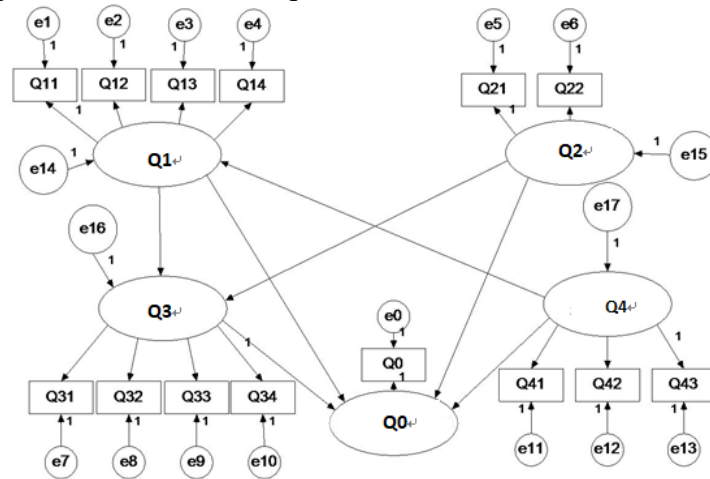 e1 e2 e3 e4 e5 e6
1 1 1 1 1 1
Q11 Q12 Q13 Q14 Q21 Q22
1 1
e14 1 Q1↵ Q2↵ 1 e15
e16 e17
1 1
Q3↵ e0 Q4↵
1 1 1
Q0
1
Q31 Q32 Q33 Q34 Q41 Q42 Q43
1 1 1 1 Q0↵ 1 1 1
e7 e8 e9 e10 e11 e12 e13